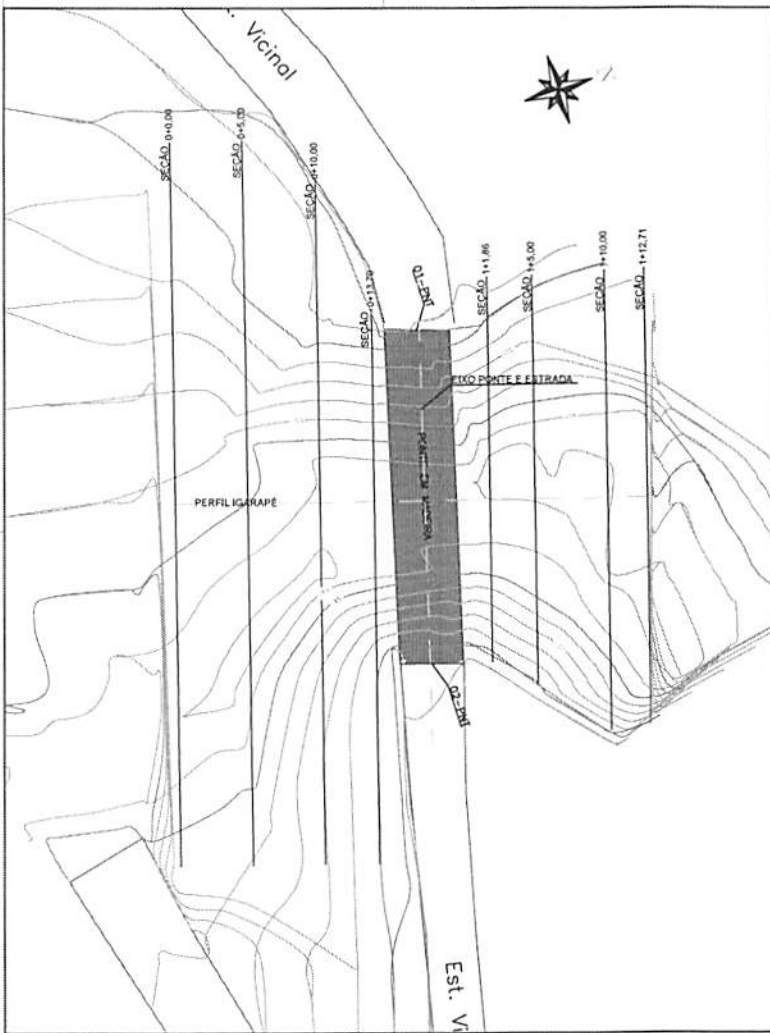 Vicinal
SEÇÃO 0+0,00
SEÇÃO 0+5,00
SEÇÃO 0+10,00
SEÇÃO 0+13,70
01-PNT
SEÇÃO 1+1,86
SEÇÃO 1+5,00
SEÇÃO 1+10,00
SEÇÃO 1+12,71
EIXO PONTE E ESTRADA
PERFIL IGARAPÉ
02-PNT
Est. Vi